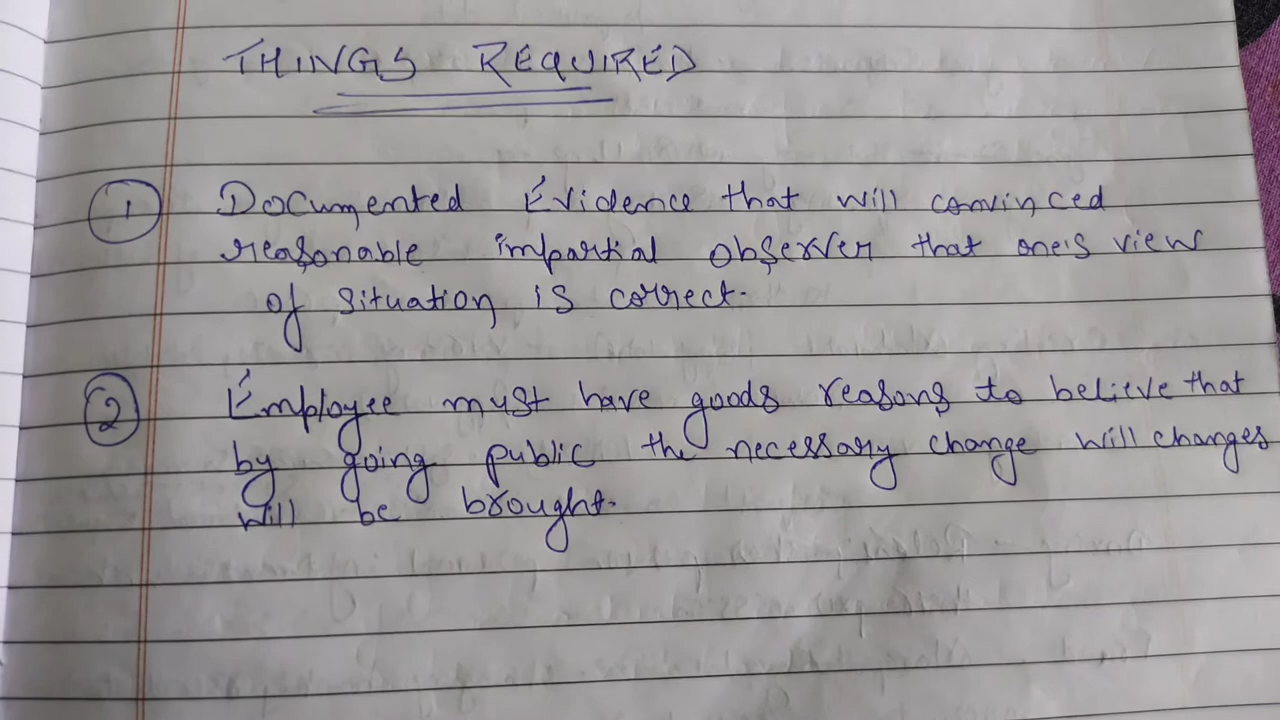 THINGS REQUIRED
① Documented Evidence that will convinced
reasonable impartial observer that one's view
of situation is correct.
② Employee must have goods reasons to believe that
by going public the necessary change will changes
will be brought.